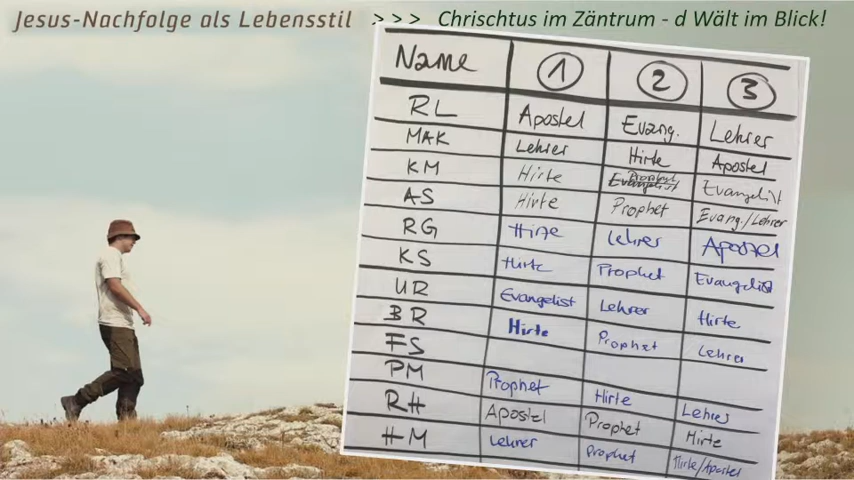 Jesus-Nachfolge als Lebensstil > > > Chrischtus im Zäntrum - d Wält im Blick!
Name 1 2 3
RL Apostel Evang. Lehrer
MAK Lehrer Hirte Apostel
KM Hirte Prophet Evangelist Evangelist
AS Hirte Prophet Evang./Lehrer
RG Hirte Lehrer Apostel
KS Hirte Prophet Evangelist
UR Evangelist Lehrer Hirte
BR Hirte Prophet Lehrer
FS
PM Prophet Hirte Lehrer
RH Apostel Prophet Hirte
HM Lehrer Prophet Hirte/Apostel